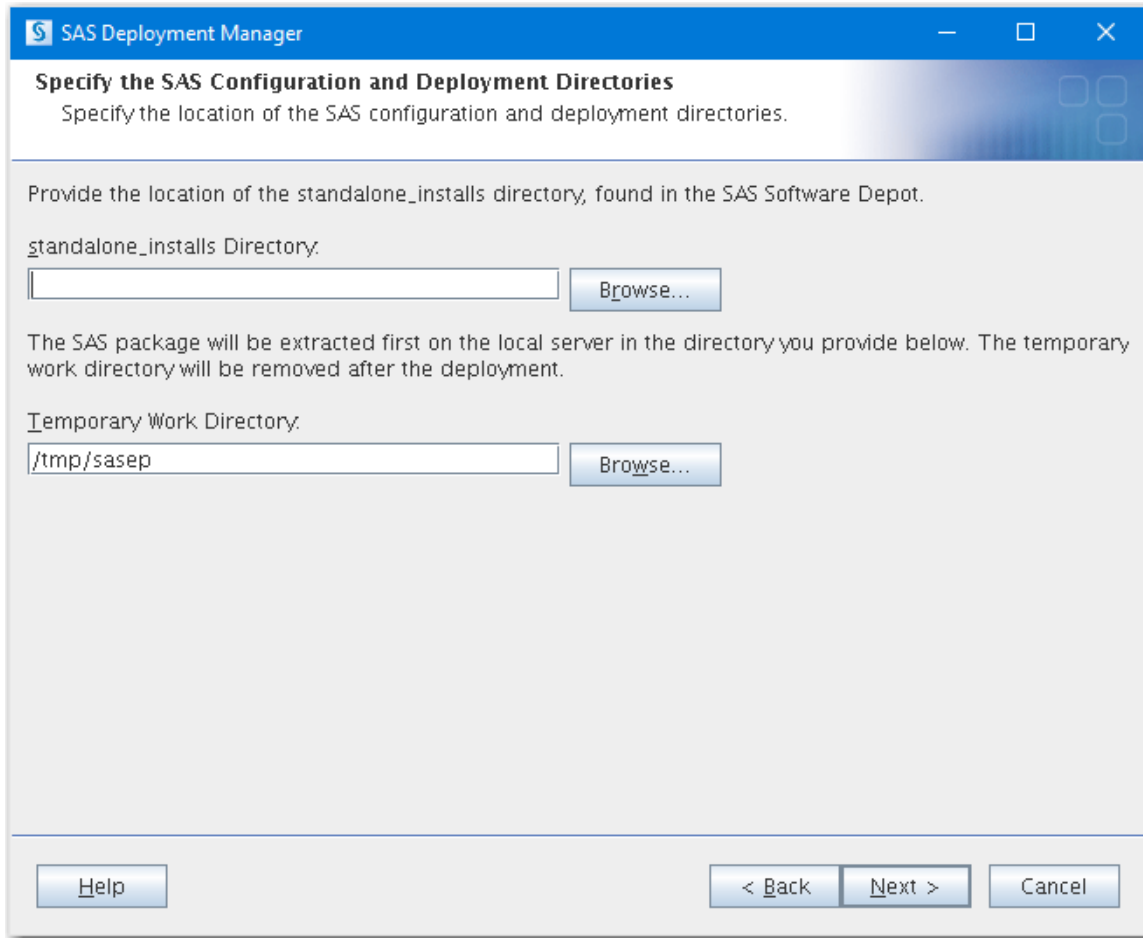 SAS Deployment Manager
Specify the SAS Configuration and Deployment Directories
Specify the location of the SAS configuration and deployment directories.
Provide the location of the standalone_installs directory, found in the SAS Software Depot.
standalone_installs Directory:
Browse...
The SAS package will be extracted first on the local server in the directory you provide below. The temporary
work directory will be removed after the deployment.
Temporary Work Directory:
/tmp/sasep
Browse...
Help
< Back
Next >
Cancel